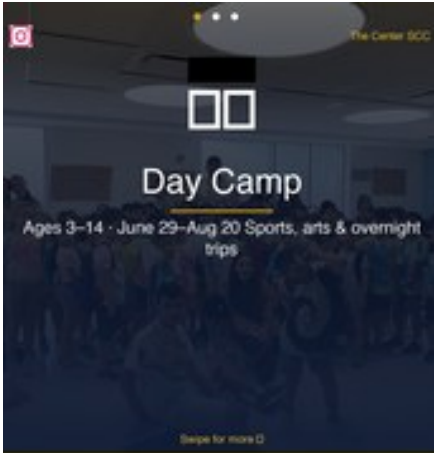 The Center SCC
Day Camp
Ages 3–14 · June 29–Aug 20 Sports, arts & overnight
trips
Swipe for more